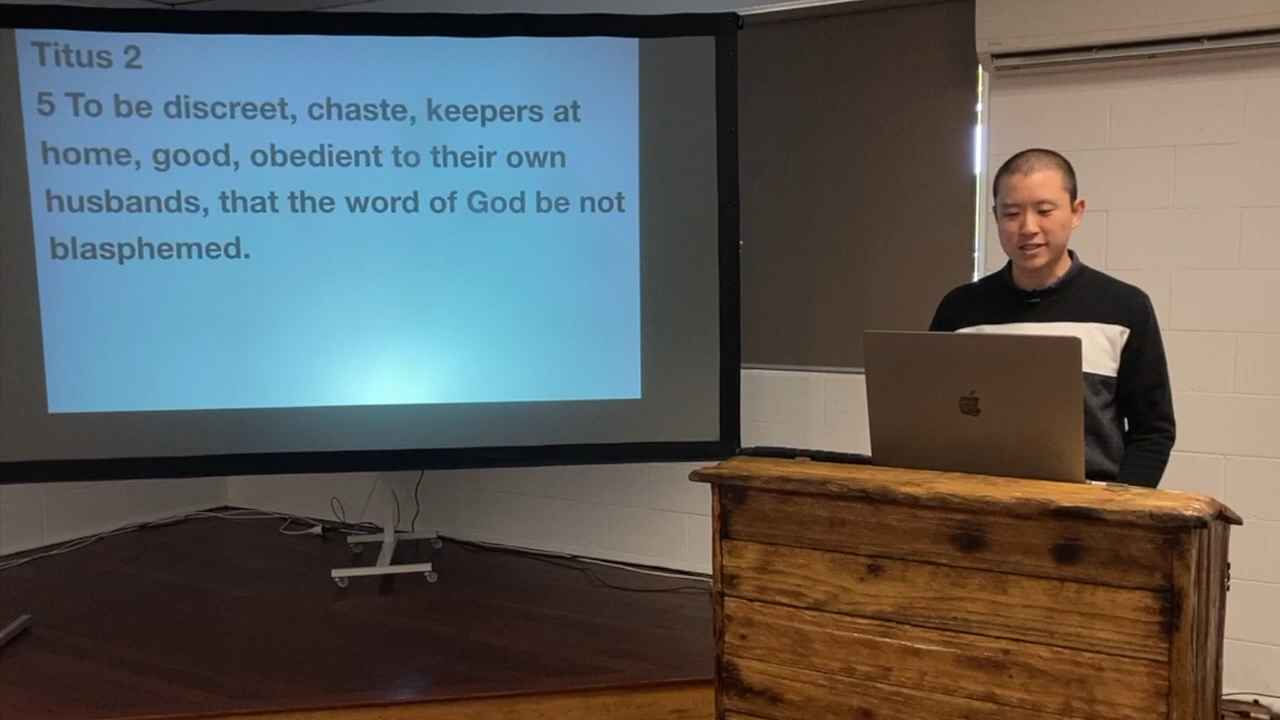 Titus 2
5 To be discreet, chaste, keepers at
home, good, obedient to their own
husbands, that the word of God be not
blasphemed.